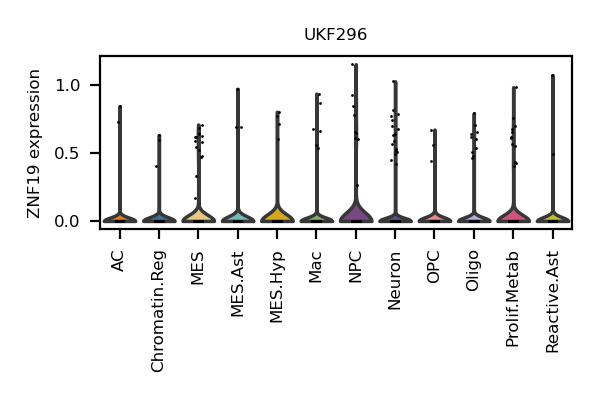 UKF296
ZNF19 expression
1.0
0.5
0.0
AC
Chromatin.Reg
MES
MES.Ast
MES.Hyp
Mac
NPC
Neuron
OPC
Oligo
Prolif.Metab
Reactive.Ast